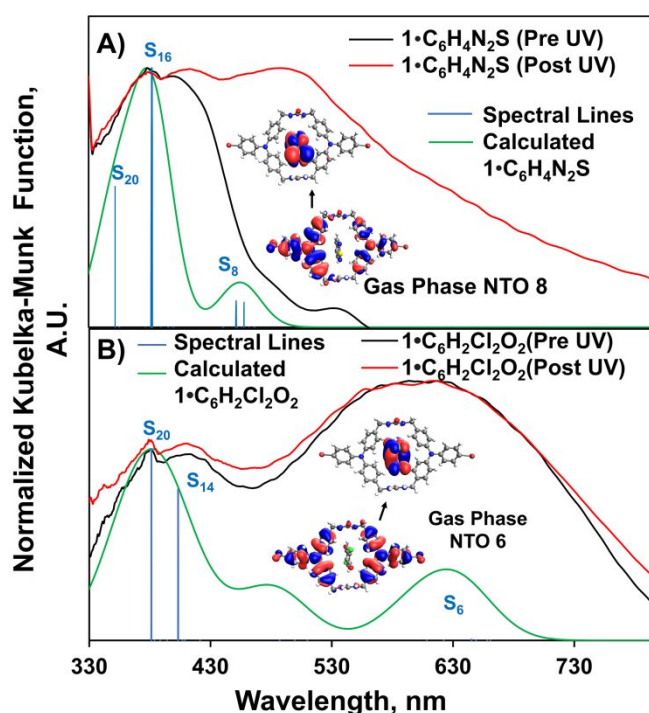 Normalized Kubelka-Munk Function,
A.U.
A)
S₁₆
1•C₆H₄N₂S (Pre UV)
1•C₆H₄N₂S (Post UV)
Spectral Lines
Calculated
1•C₆H₄N₂S
S₂₀
S₈
Gas Phase NTO 8
B)
Spectral Lines
Calculated
1•C₆H₂Cl₂O₂
1•C₆H₂Cl₂O₂(Pre UV)
1•C₆H₂Cl₂O₂(Post UV)
S₂₀
S₁₄
Gas Phase
NTO 6
S₆
330 430 530 630 730
Wavelength, nm